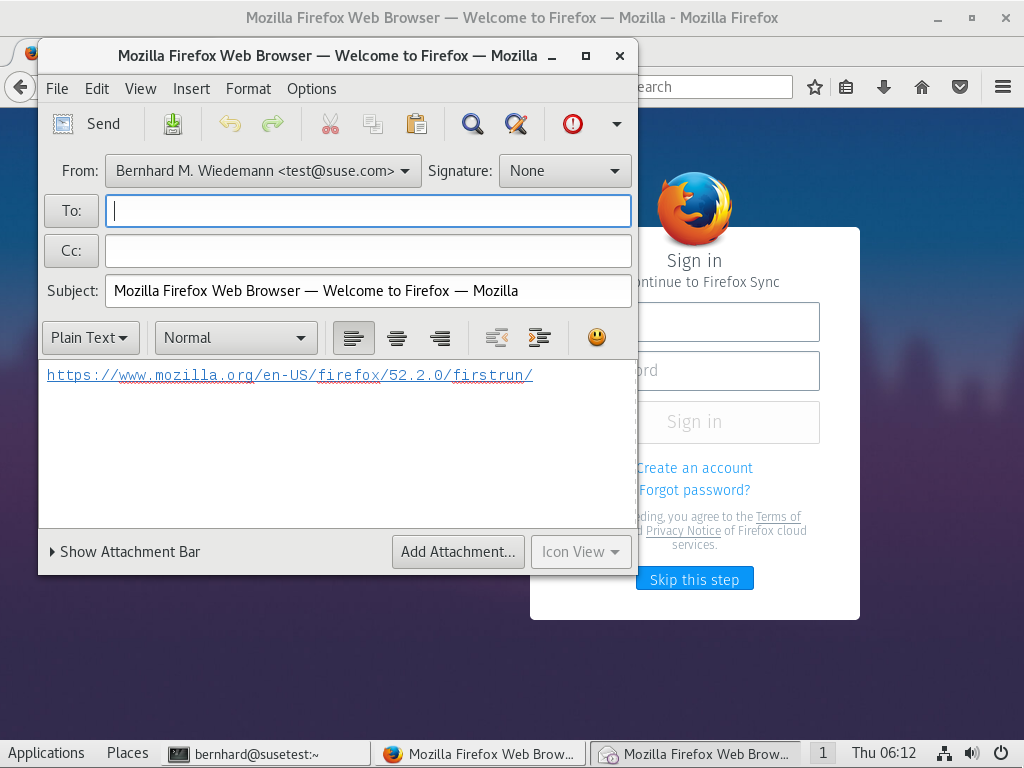 Mozilla Firefox Web Browser — Welcome to Firefox — Mozilla - Mozilla Firefox
Mozilla Firefox Web Browser — Welcome to Firefox — Mozilla
File Edit View Insert Format Options
earch
Send
From: Bernhard M. Wiedemann <test@suse.com> Signature: None
To:
Cc:
Subject: Mozilla Firefox Web Browser — Welcome to Firefox — Mozilla
Plain Text Normal
https://www.mozilla.org/en-US/firefox/52.2.0/firstrun/
Show Attachment Bar Add Attachment... Icon View
Sign in
ontinue to Firefox Sync
ord
Sign in
Create an account
Forgot password?
ding, you agree to the Terms of
d Privacy Notice of Firefox cloud
services.
Skip this step
Applications Places bernhard@susetest:~ Mozilla Firefox Web Brow... Mozilla Firefox Web Brow... 1 Thu 06:12